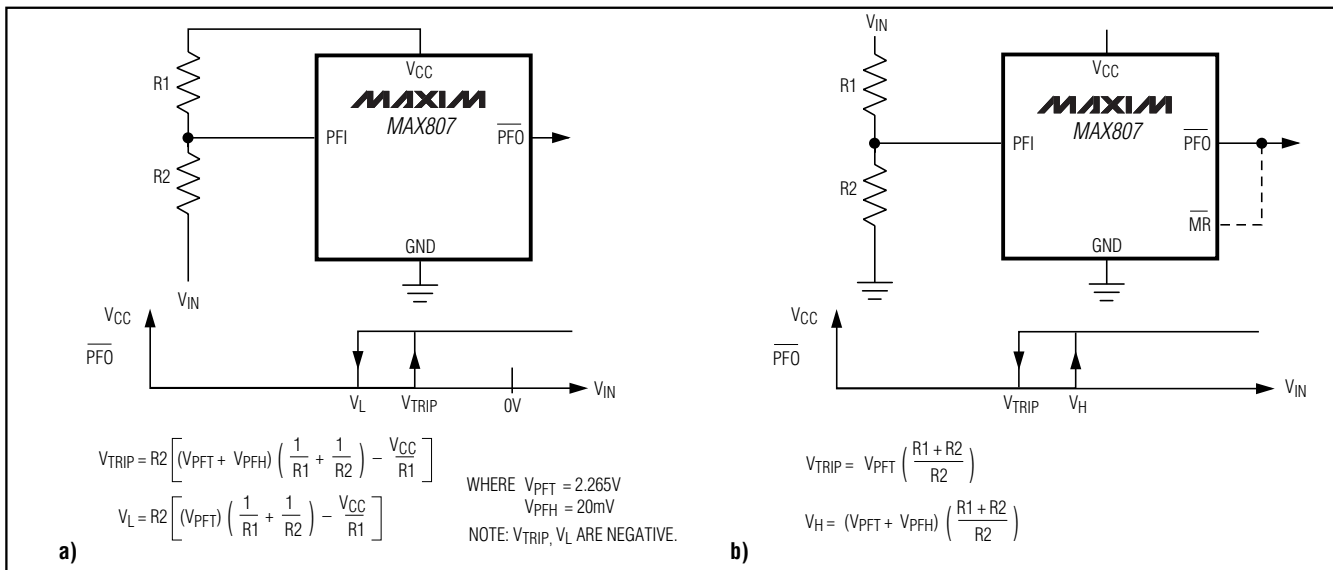 VCC
R1
VCC
MAXIM
MAX807
PFI
PFO
R2
GND
VIN
VCC
PFO
VL
VTRIP
0V
VIN
VTRIP = R2 [(VPFT + VPFH) (1/R1 + 1/R2) − VCC/R1]
VL = R2 [(VPFT) (1/R1 + 1/R2) − VCC/R1]
WHERE VPFT = 2.265V
VPFH = 20mV
NOTE: VTRIP, VL ARE NEGATIVE.
a)
VIN
R1
VCC
MAXIM
MAX807
PFI
PFO
R2
MR
GND
VCC
PFO
VTRIP
VH
VIN
VTRIP = VPFT (R1 + R2/R2)
VH = (VPFT + VPFH) (R1 + R2/R2)
b)